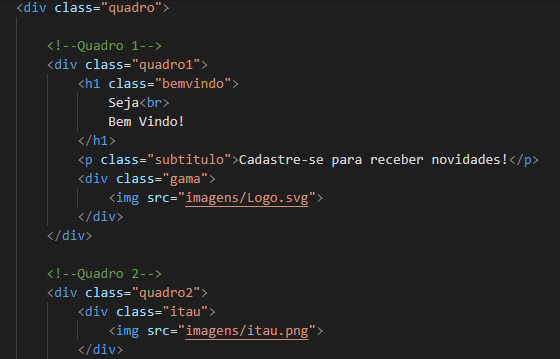 <div class="quadro">
<!--Quadro 1-->
<div class="quadro1">
<h1 class="bemvindo">
Seja<br>
Bem Vindo!
</h1>
<p class="subtitulo">Cadastre-se para receber novidades!</p>
<div class="gama">
<img src="imagens/Logo.svg">
</div>
</div>
<!--Quadro 2-->
<div class="quadro2">
<div class="itau">
<img src="imagens/itau.png">
</div>